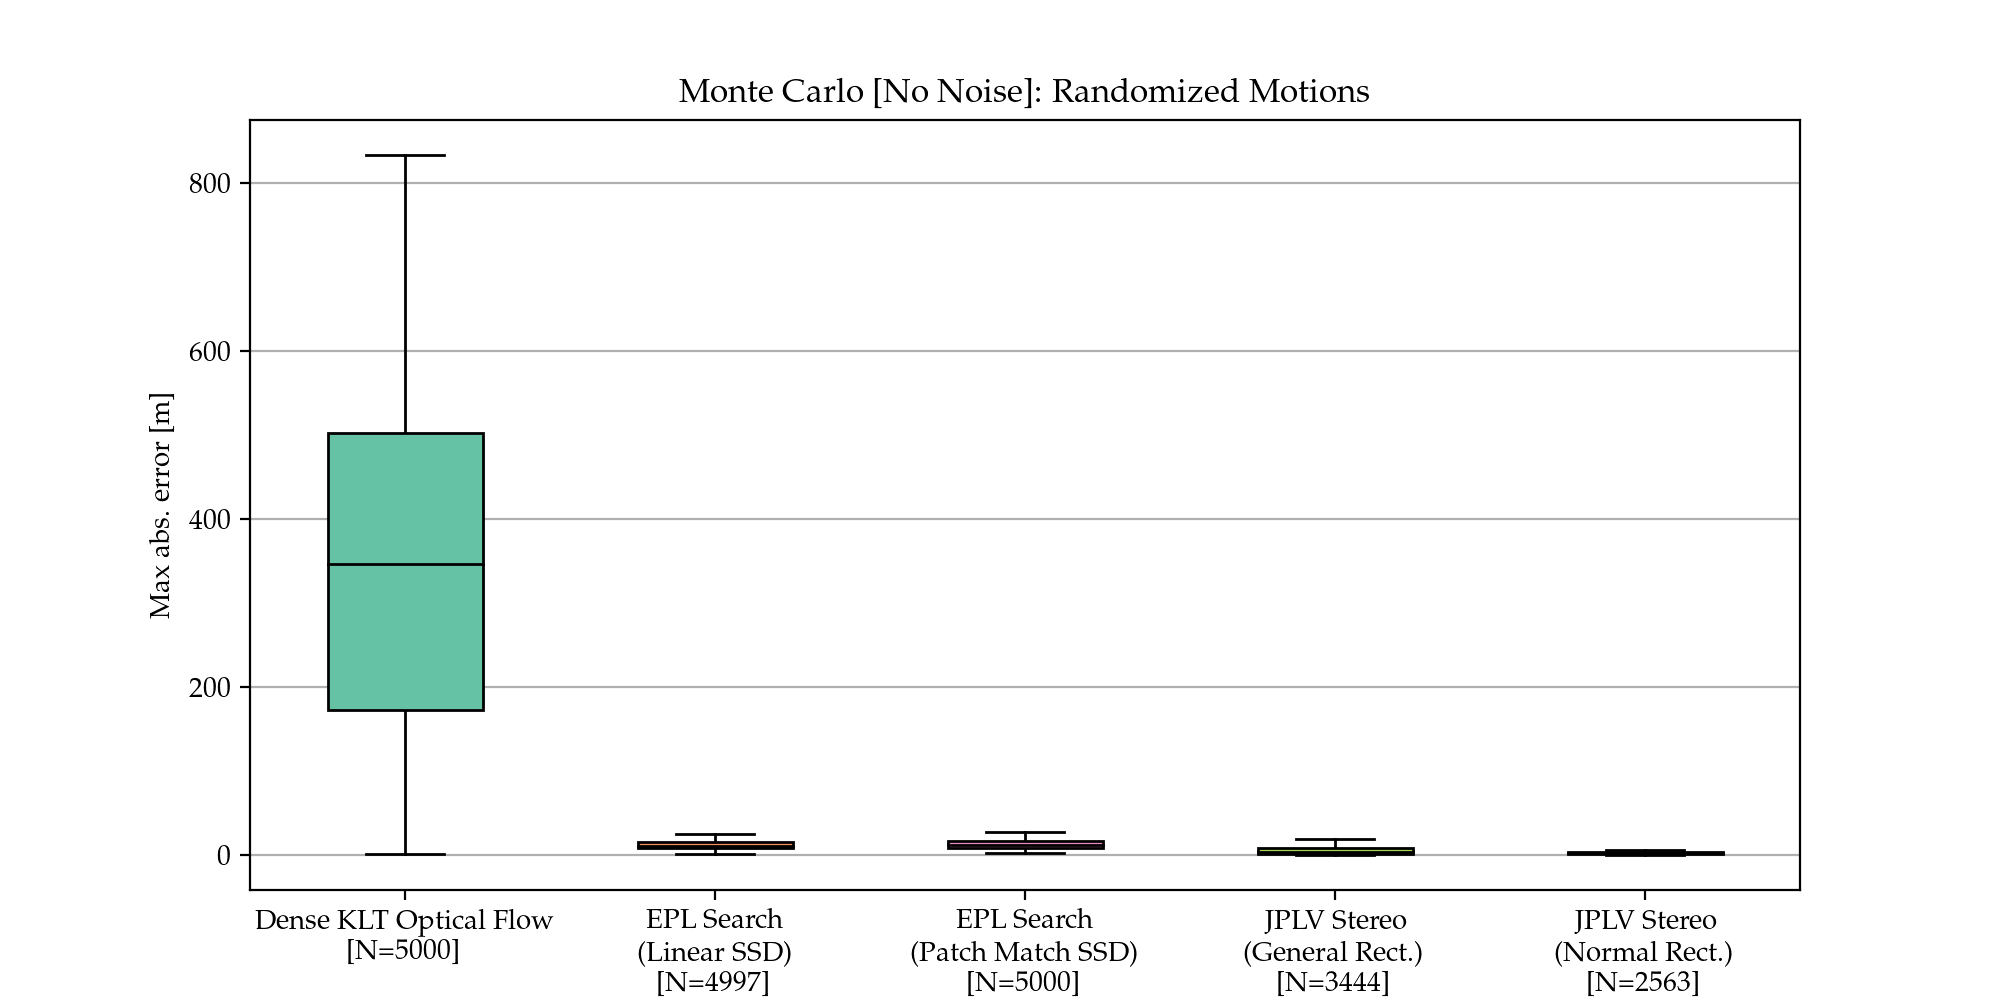 Monte Carlo [No Noise]: Randomized Motions
Max abs. error [m]
800
600
400
200
0
Dense KLT Optical Flow
[N=5000]
EPL Search
(Linear SSD)
[N=4997]
EPL Search
(Patch Match SSD)
[N=5000]
JPLV Stereo
(General Rect.)
[N=3444]
JPLV Stereo
(Normal Rect.)
[N=2563]